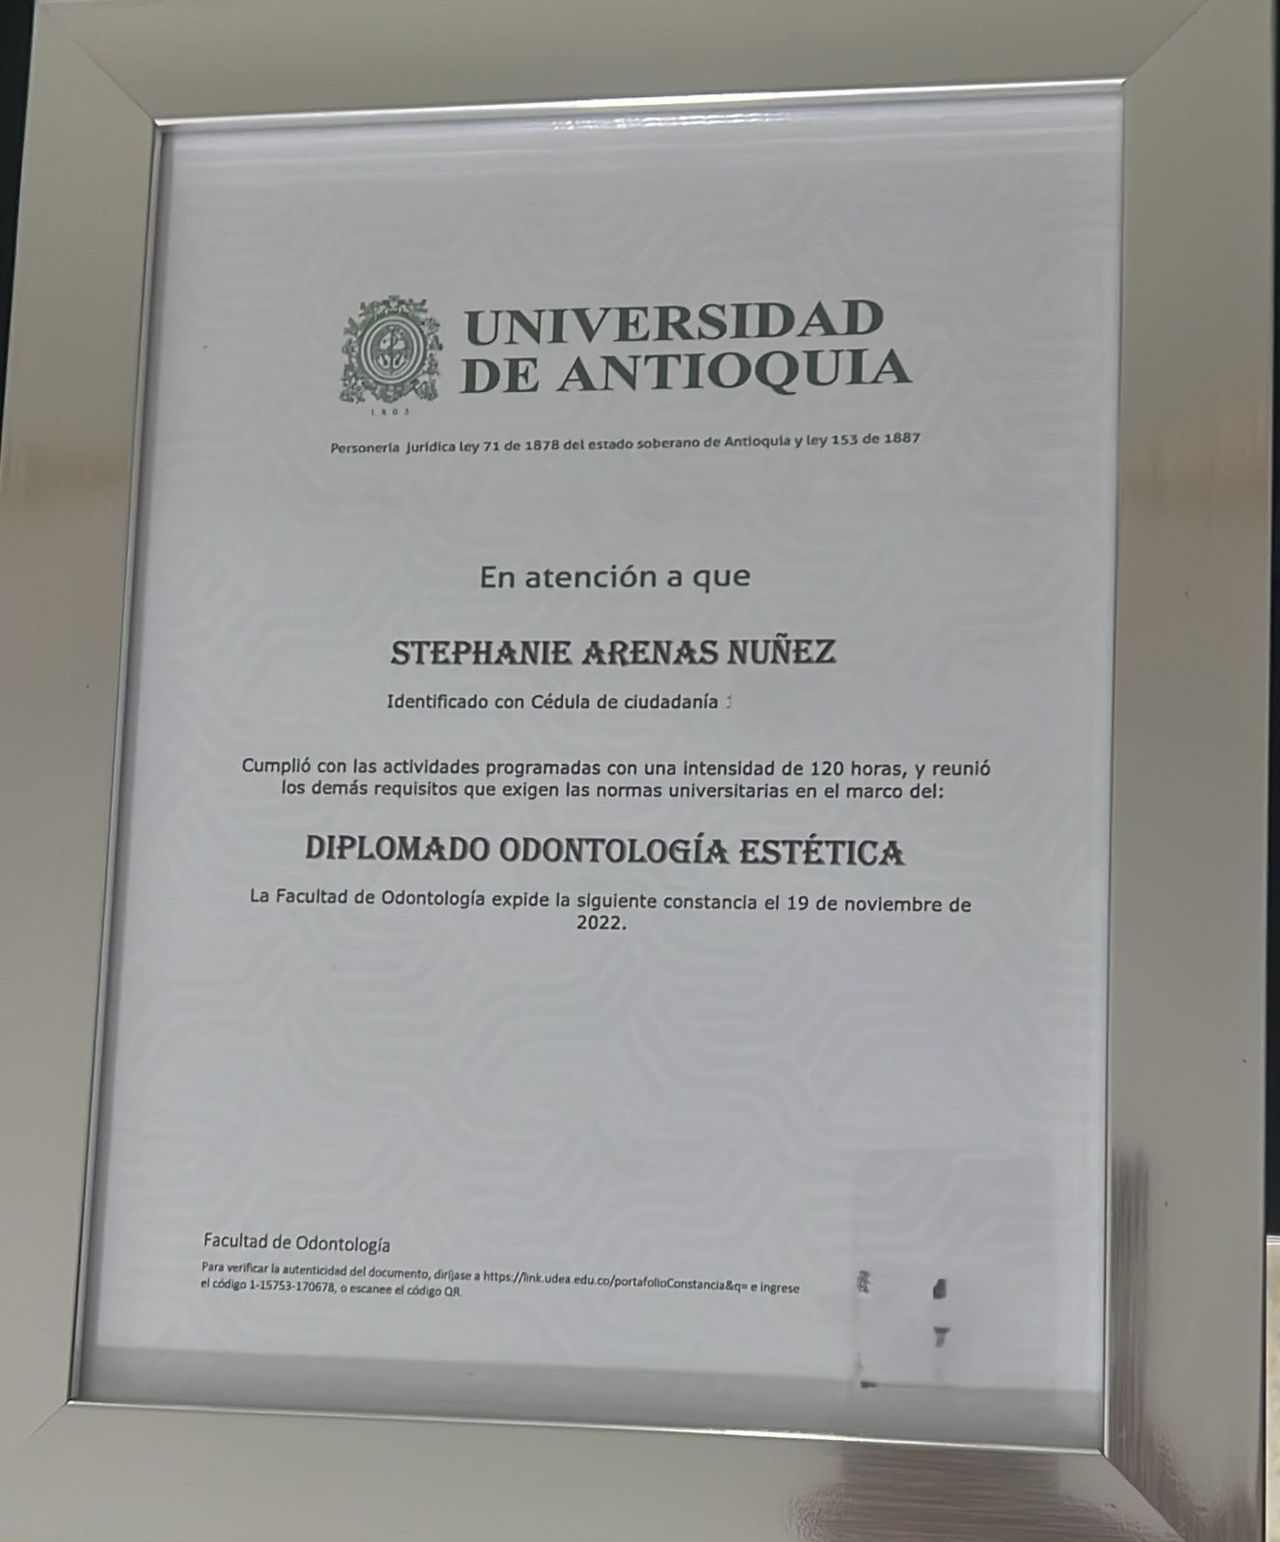 UNIVERSIDAD
DE ANTIOQUIA
1803
Personería Jurídica ley 71 de 1878 del estado soberano de Antioquia y ley 153 de 1887
En atención a que
STEPHANIE ARENAS NUÑEZ
Identificado con Cédula de ciudadanía
Cumplió con las actividades programadas con una intensidad de 120 horas, y reunió
los demás requisitos que exigen las normas universitarias en el marco del:
DIPLOMADO ODONTOLOGÍA ESTÉTICA
La Facultad de Odontología expide la siguiente constancia el 19 de noviembre de
2022.
Facultad de Odontología
Para verificar la autenticidad del documento, diríjase a https://link.udea.edu.co/portafolioConstancia&q= e ingrese
el código 1-15753-170678, o escanee el código QR.